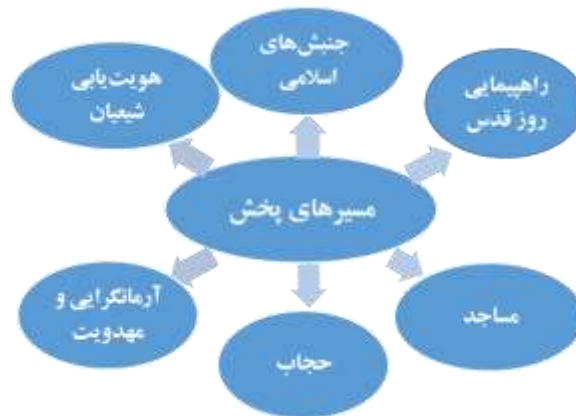 جنبش‌های
اسلامی
راهپیمایی
روز قدس
هویت‌یابی
شیعیان
مسیرهای پخش
آرمانگرایی و
مهدویت
حجاب
مساجد